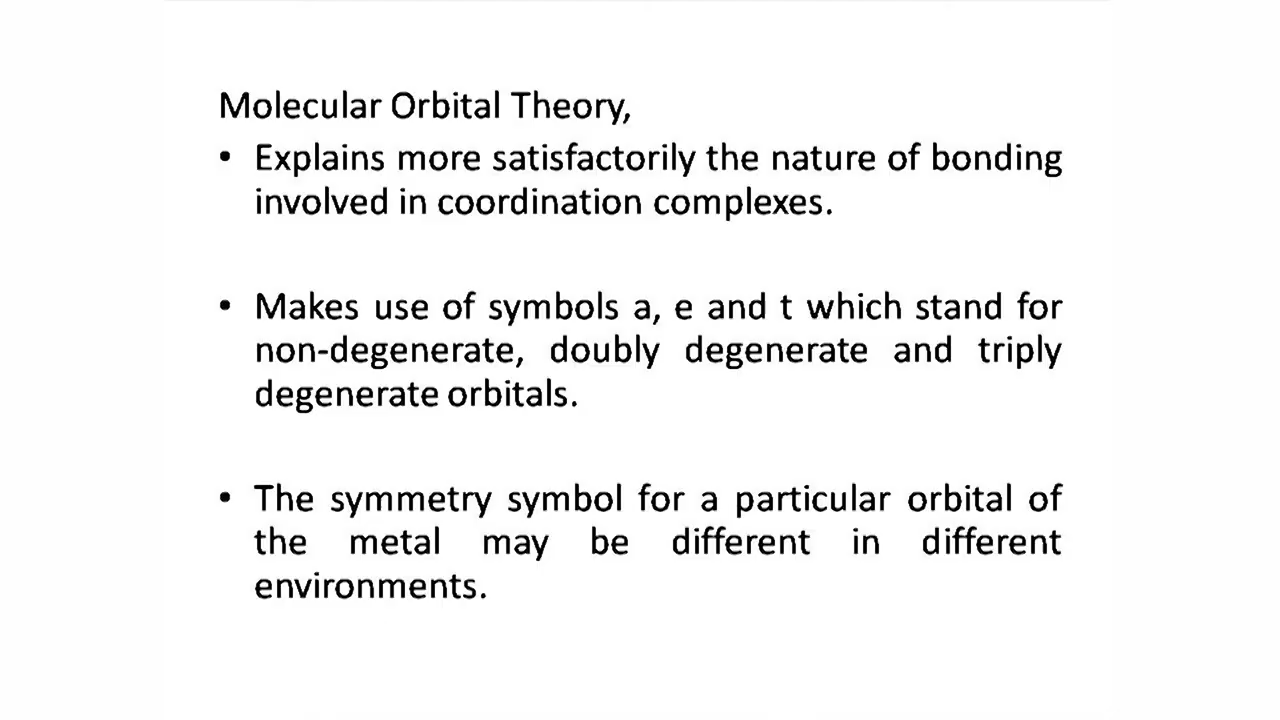 Molecular Orbital Theory,
• Explains more satisfactorily the nature of bonding
involved in coordination complexes.
• Makes use of symbols a, e and t which stand for
non-degenerate, doubly degenerate and triply
degenerate orbitals.
• The symmetry symbol for a particular orbital of
the metal may be different in different
environments.